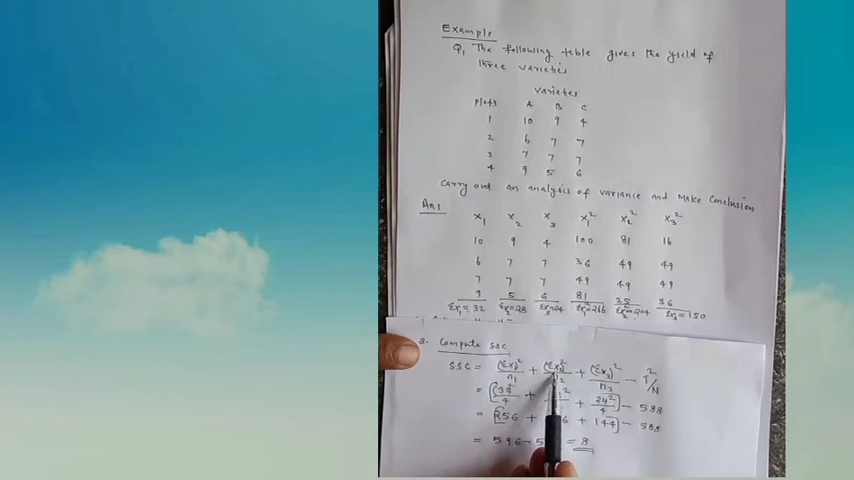 Example
Q, The following table gives the yield of
three varieties
varieties
plots A B C
1 10 9 4
2 6 7 7
3 7 7 7
4 9 5 6
Carry out an analysis of variance and make conclusion
Ans
X₁ X₂ X₃ X₁² X₂² X₃²
10 9 4 100 81 16
6 7 7 36 49 49
7 7 7 49 49 49
9 5 6 81 25 36
Σx₁=32 Σx₂=28 Σx₃=24 Σx₁²=266 Σx₂²=204 Σx₃=150
3. Compute SSC
SSC = (Σx₁)²/n₁ + (Σx₂)²/n₂ + (Σx₃)²/n₃ − T²/N
= + + 24²/4 − 588
= 256 + + 144 − 588
= 596 − = 8